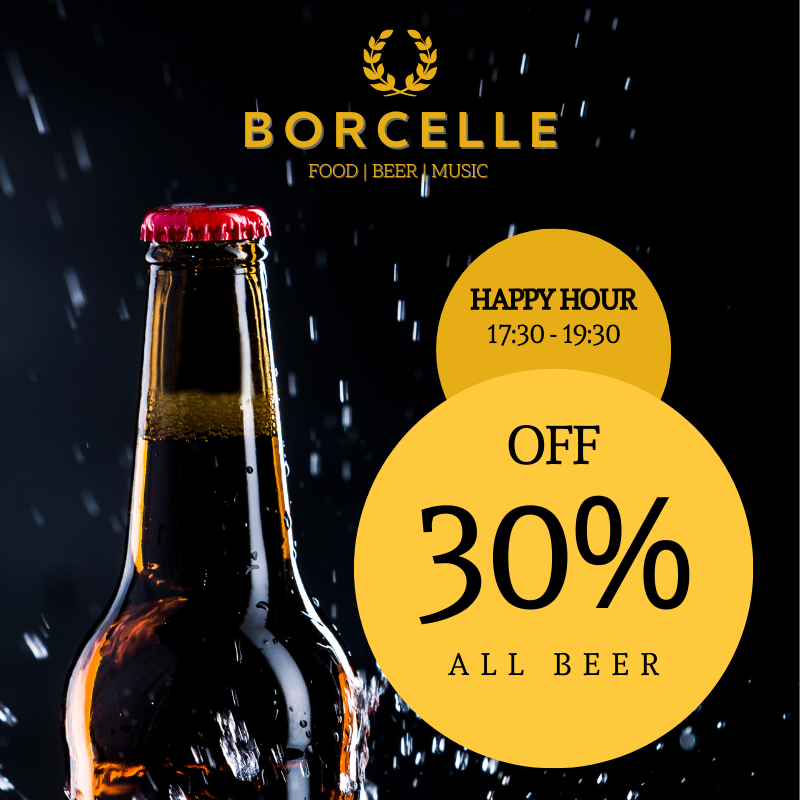 BORCELLE
FOOD | BEER | MUSIC
HAPPY HOUR
17:30 - 19:30
OFF
30%
ALL BEER